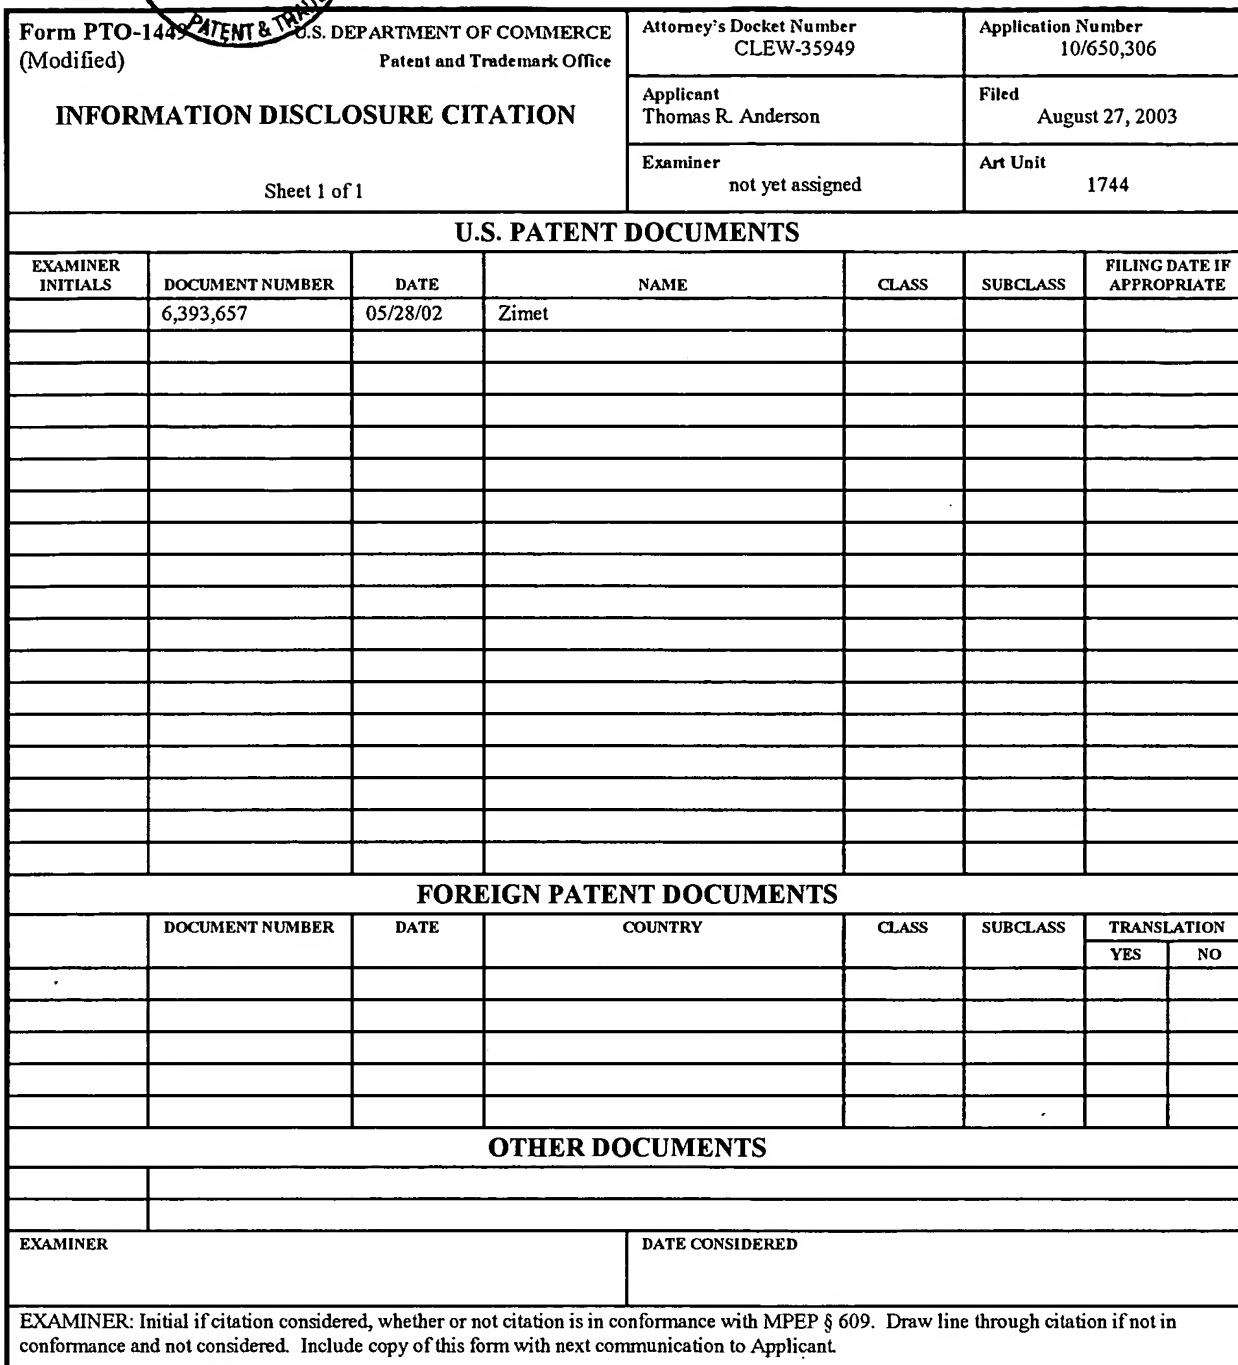 Form PTO-1449 U.S. DEPARTMENT OF COMMERCE
PATENT &
(Modified) Patent and Trademark Office
INFORMATION DISCLOSURE CITATION
Sheet 1 of 1
Attorney's Docket Number
CLEW-35949
Application Number
10/650,306
Applicant
Thomas R. Anderson
Filed
August 27, 2003
Examiner
not yet assigned
Art Unit
1744
U.S. PATENT DOCUMENTS
EXAMINER INITIALS DOCUMENT NUMBER DATE NAME CLASS SUBCLASS FILING DATE IF APPROPRIATE
6,393,657 05/28/02 Zimet
FOREIGN PATENT DOCUMENTS
DOCUMENT NUMBER DATE COUNTRY CLASS SUBCLASS TRANSLATION
YES NO
OTHER DOCUMENTS
EXAMINER DATE CONSIDERED
EXAMINER: Initial if citation considered, whether or not citation is in conformance with MPEP § 609. Draw line through citation if not in
conformance and not considered. Include copy of this form with next communication to Applicant.